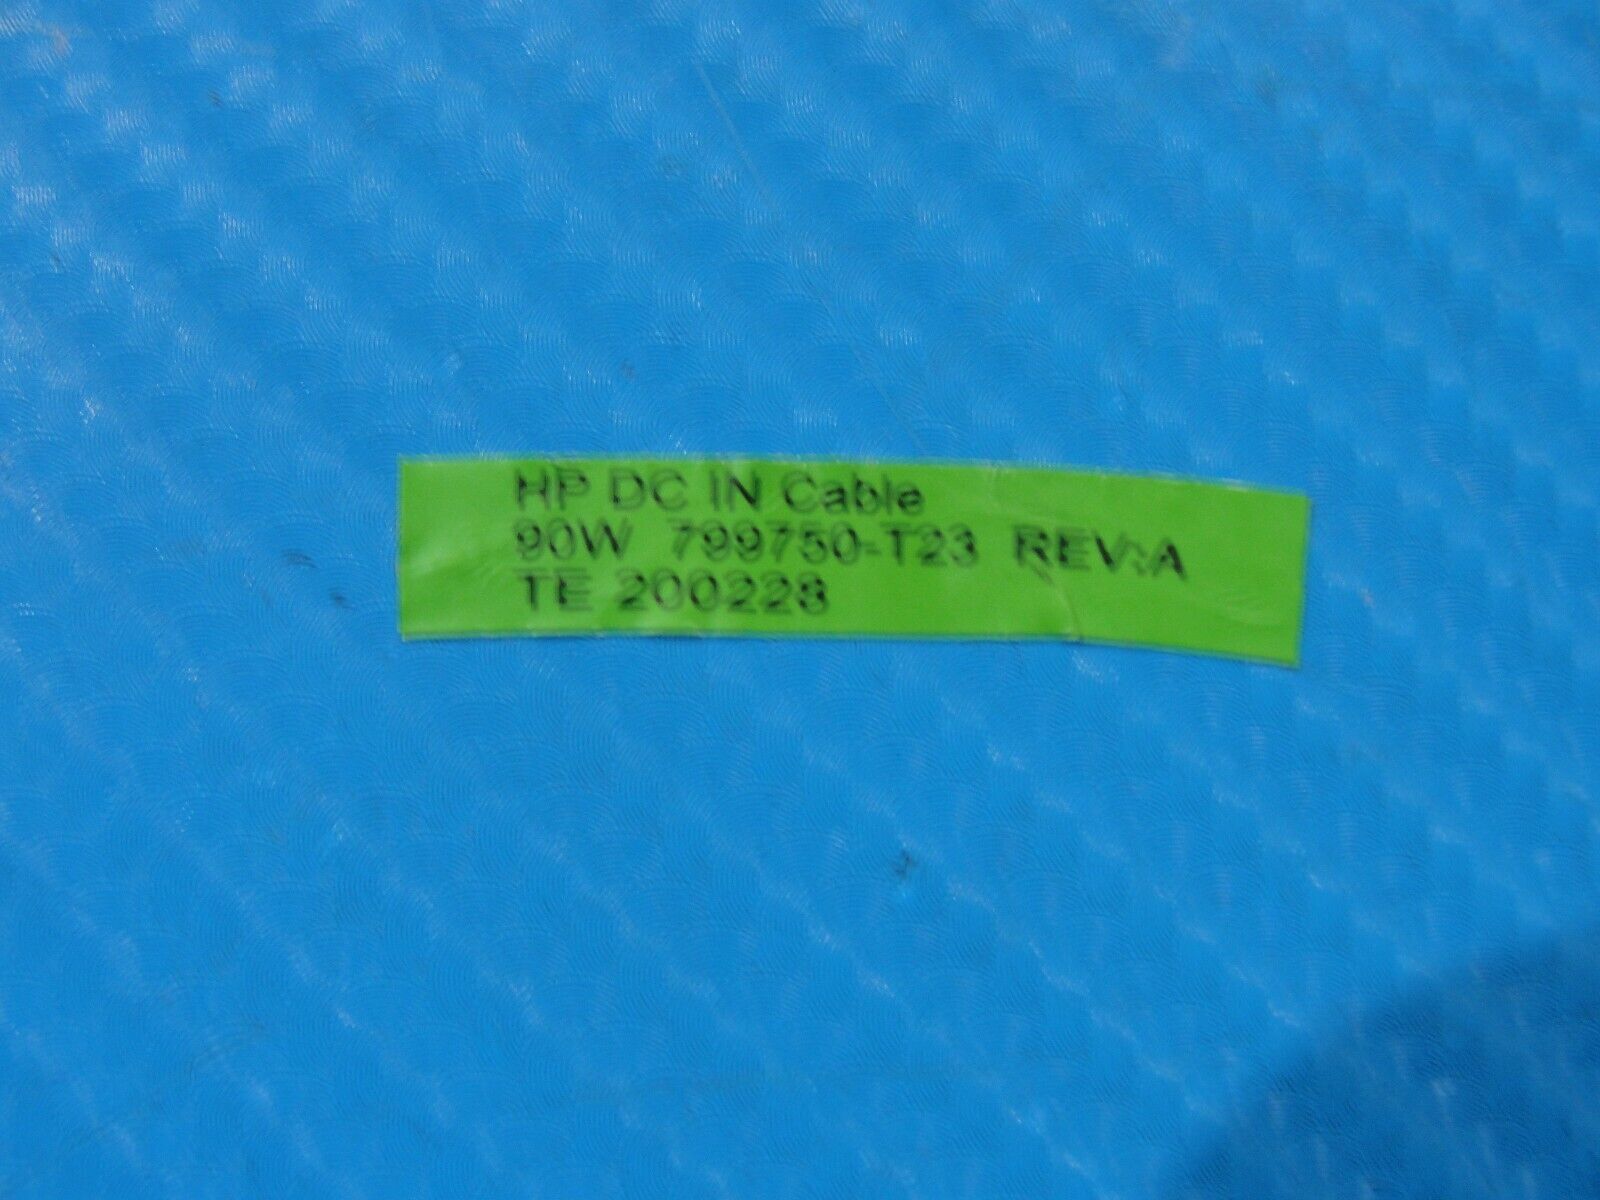 HP DC IN Cable
90W 799750-T23 REV:A
TE 200228